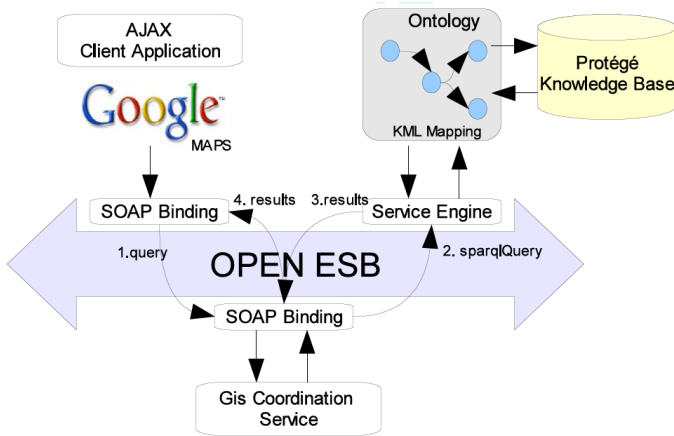 AJAX
Client Application
Google™
MAPS
Ontology
KML Mapping
Protégé
Knowledge Base
SOAP Binding
4. results
3.results
Service Engine
1.query
OPEN ESB
2. sparqlQuery
SOAP Binding
Gis Coordination
Service